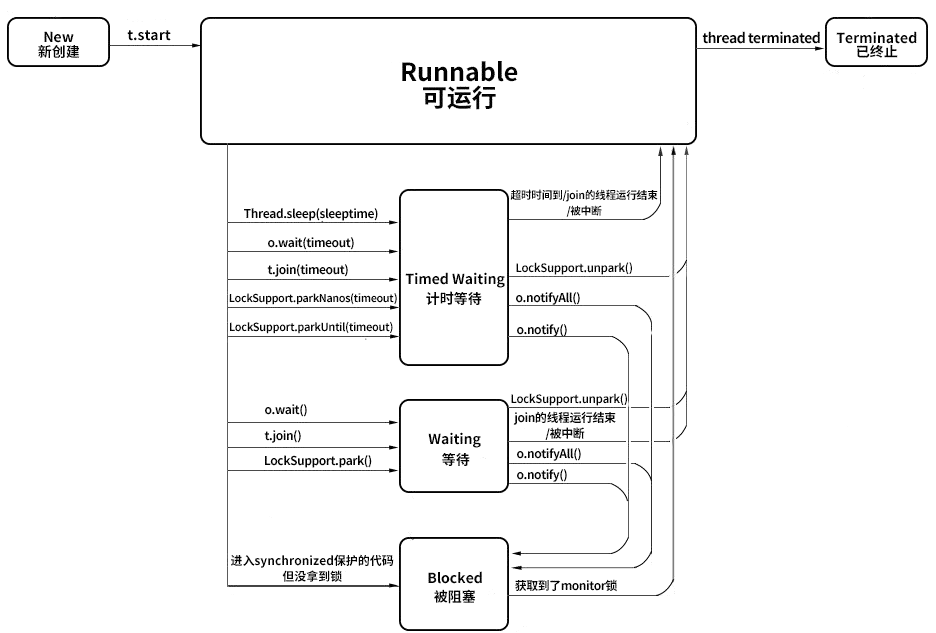 New
新创建
t.start
Runnable
可运行
thread terminated
Terminated
已终止
Thread.sleep(sleeptime)
o.wait(timeout)
t.join(timeout)
LockSupport.parkNanos(timeout)
LockSupport.parkUntil(timeout)
Timed Waiting
计时等待
超时时间到/join的线程运行结束
/被中断
LockSupport.unpark()
o.notifyAll()
o.notify()
o.wait()
t.join()
LockSupport.park()
Waiting
等待
LockSupport.unpark()
join的线程运行结束
/被中断
o.notifyAll()
o.notify()
进入synchronized保护的代码
但没拿到锁
Blocked
被阻塞
获取到了monitor锁